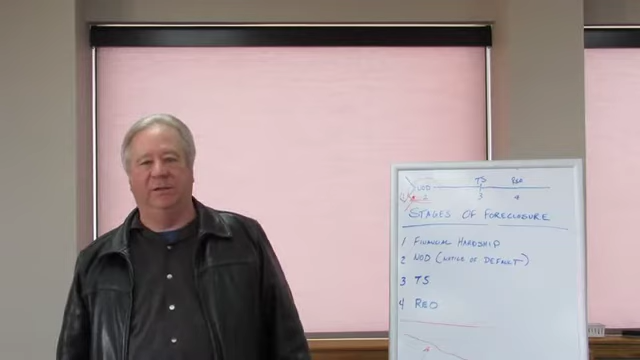 TS REO
NOD
2 3 4
STAGES OF FORECLOSURE
1 FINANCIAL HARDSHIP
2 NOD (NOTICE OF DEFAULT)
3 TS
4 REO